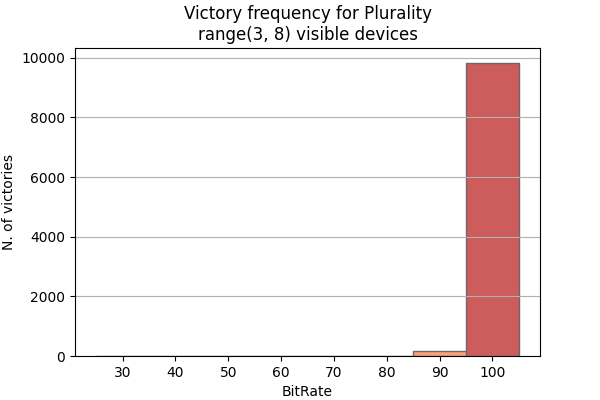 Victory frequency for Plurality
range(3, 8) visible devices
10000
8000
6000
4000
2000
0
N. of victories
30 40 50 60 70 80 90 100
BitRate